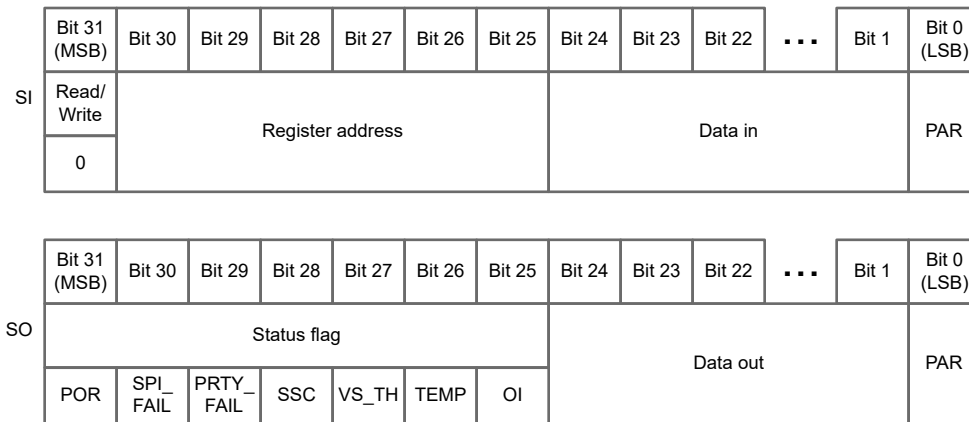 Bit 31 (MSB) Bit 30 Bit 29 Bit 28 Bit 27 Bit 26 Bit 25 Bit 24 Bit 23 Bit 22 ... Bit 1 Bit 0 (LSB)
SI
Read/
Write
0
Register address
Data in
PAR
Bit 31 (MSB) Bit 30 Bit 29 Bit 28 Bit 27 Bit 26 Bit 25 Bit 24 Bit 23 Bit 22 ... Bit 1 Bit 0 (LSB)
SO
Status flag
POR SPI_ FAIL PRTY_ FAIL SSC VS_TH TEMP OI
Data out
PAR